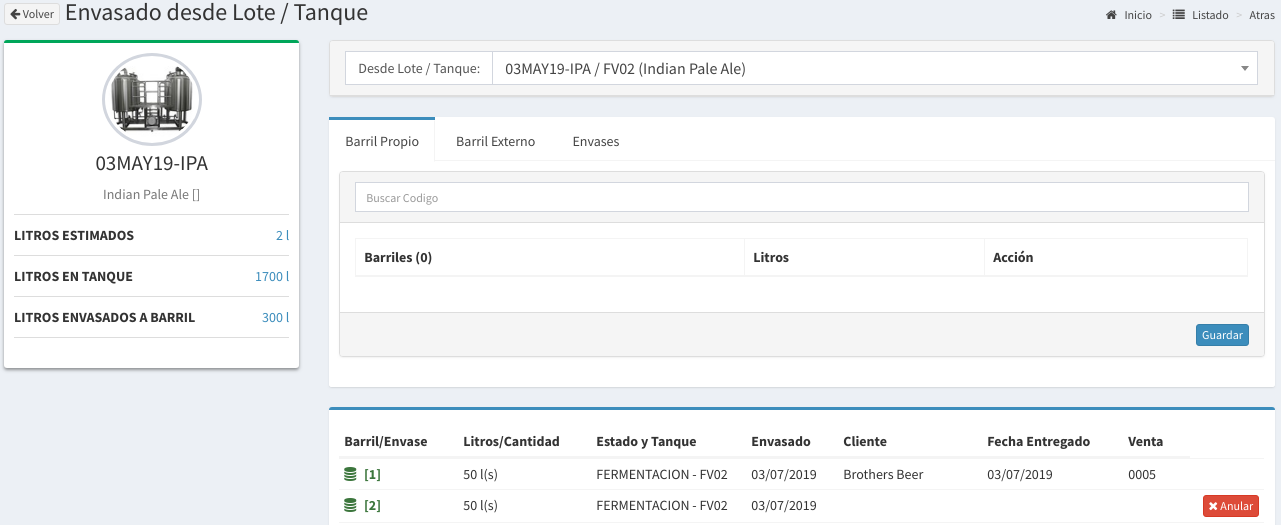 Volver Envasado desde Lote / Tanque
Inicio > Listado > Atras
03MAY19-IPA
Indian Pale Ale []
LITROS ESTIMADOS 2 l
LITROS EN TANQUE 1700 l
LITROS ENVASADOS A BARRIL 300 l
Desde Lote / Tanque: 03MAY19-IPA / FV02 (Indian Pale Ale)
Barril Propio Barril Externo Envases
Buscar Codigo
Barriles (0) Litros Acción
Guardar
Barril/Envase Litros/Cantidad Estado y Tanque Envasado Cliente Fecha Entregado Venta
[1] 50 l(s) FERMENTACION - FV02 03/07/2019 Brothers Beer 03/07/2019 0005
[2] 50 l(s) FERMENTACION - FV02 03/07/2019 Anular